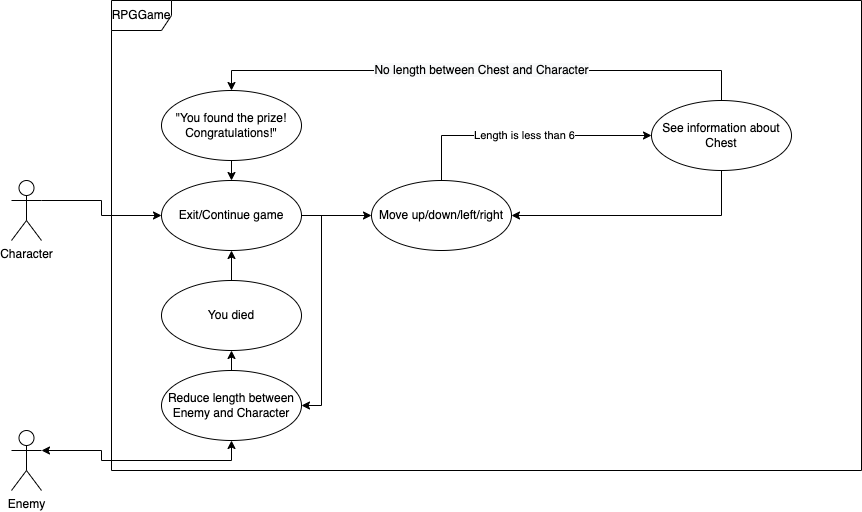 RPGGame
No length between Chest and Character
"You found the prize!
Congratulations!"
Length is less than 6
See information about
Chest
Exit/Continue game
Move up/down/left/right
Character
You died
Reduce length between
Enemy and Character
Enemy